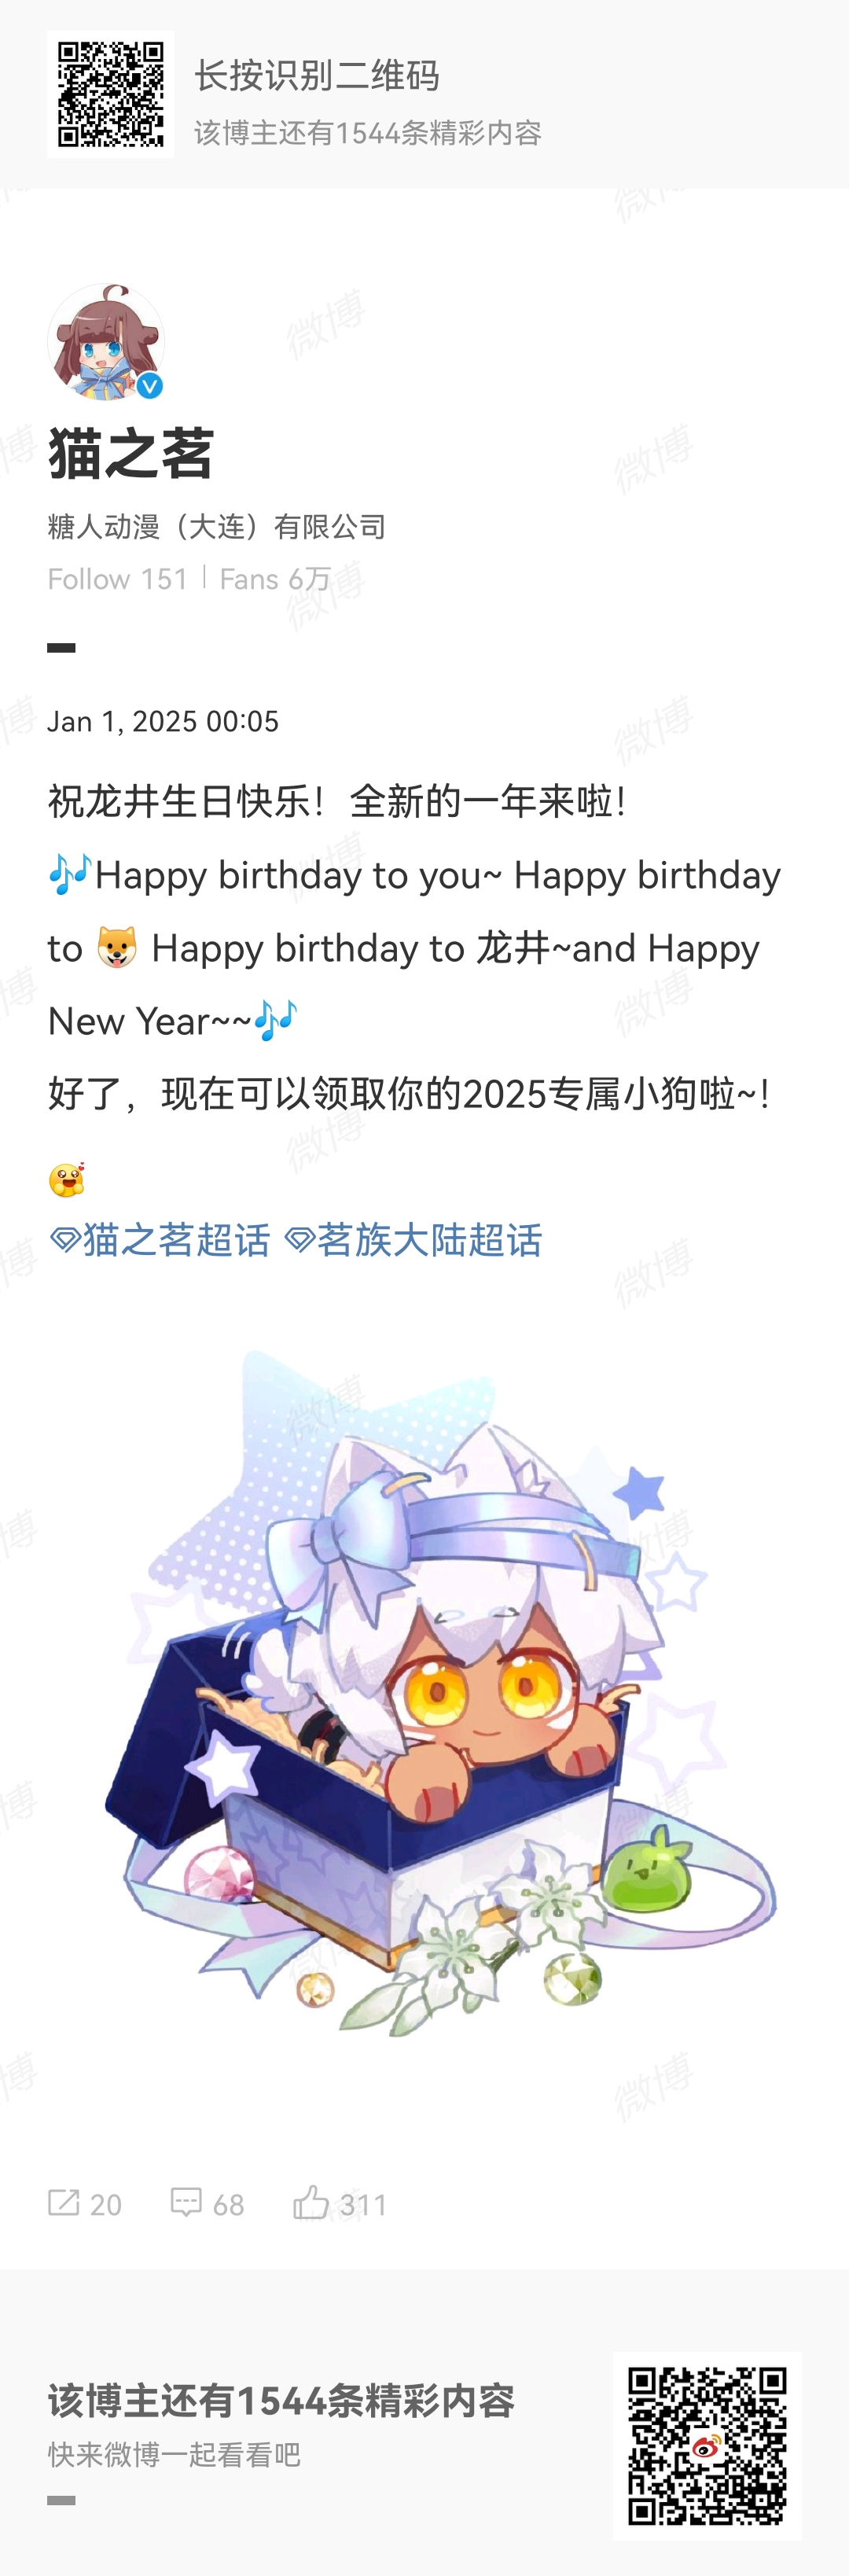 长按识别二维码
该博主还有1544条精彩内容
猫之茗
糖人动漫（大连）有限公司
Follow 151 | Fans 6万
Jan 1, 2025 00:05
祝龙井生日快乐！全新的一年来啦！
🎶Happy birthday to you~ Happy birthday
to 🐶 Happy birthday to 龙井~and Happy
New Year~~🎶
好了，现在可以领取你的2025专属小狗啦~！
🥰
猫之茗超话 茗族大陆超话
20 68 311
该博主还有1544条精彩内容
快来微博一起看看吧
微博